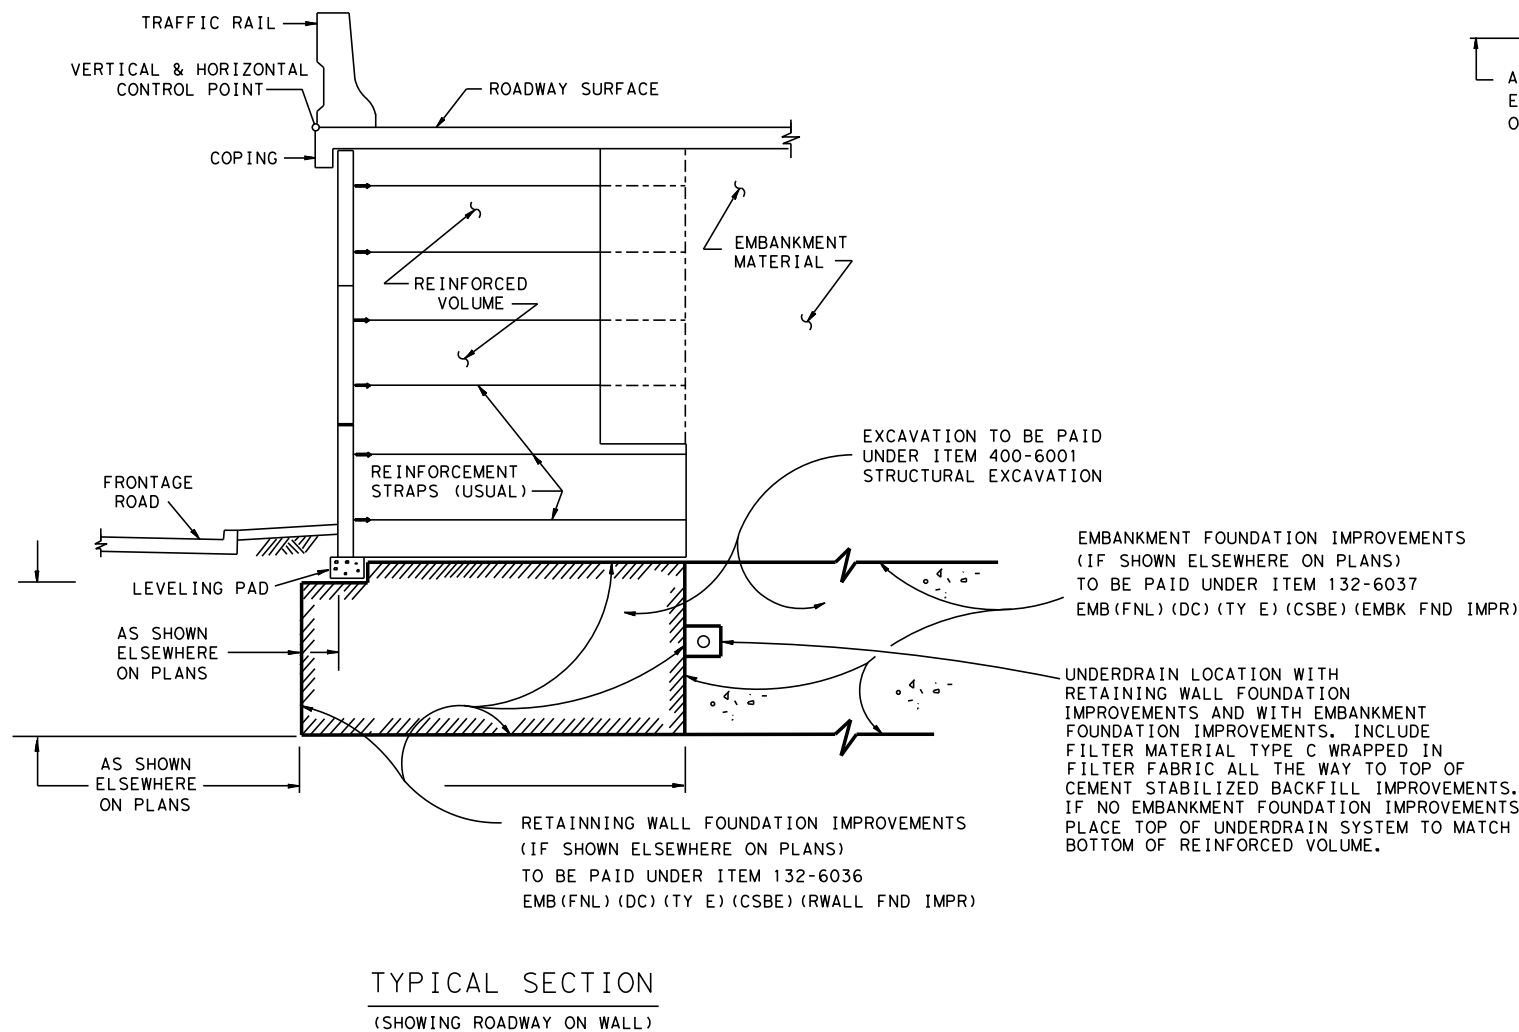 TRAFFIC RAIL
VERTICAL & HORIZONTAL
CONTROL POINT
ROADWAY SURFACE
COPING
A
E
O
EMBANKMENT
MATERIAL
REINFORCED
VOLUME
EXCAVATION TO BE PAID
UNDER ITEM 400-6001
STRUCTURAL EXCAVATION
REINFORCEMENT
STRAPS (USUAL)
FRONTAGE
ROAD
LEVELING PAD
EMBANKMENT FOUNDATION IMPROVEMENTS
(IF SHOWN ELSEWHERE ON PLANS)
TO BE PAID UNDER ITEM 132-6037
EMB(FNL)(DC)(TY E)(CSBE)(EMBK FND IMPR)
AS SHOWN
ELSEWHERE
ON PLANS
UNDERDRAIN LOCATION WITH
RETAINING WALL FOUNDATION
IMPROVEMENTS AND WITH EMBANKMENT
FOUNDATION IMPROVEMENTS. INCLUDE
FILTER MATERIAL TYPE C WRAPPED IN
FILTER FABRIC ALL THE WAY TO TOP OF
CEMENT STABILIZED BACKFILL IMPROVEMENTS.
IF NO EMBANKMENT FOUNDATION IMPROVEMENTS
PLACE TOP OF UNDERDRAIN SYSTEM TO MATCH
BOTTOM OF REINFORCED VOLUME.
AS SHOWN
ELSEWHERE
ON PLANS
RETAINNING WALL FOUNDATION IMPROVEMENTS
(IF SHOWN ELSEWHERE ON PLANS)
TO BE PAID UNDER ITEM 132-6036
EMB(FNL)(DC)(TY E)(CSBE)(RWALL FND IMPR)
TYPICAL SECTION
(SHOWING ROADWAY ON WALL)